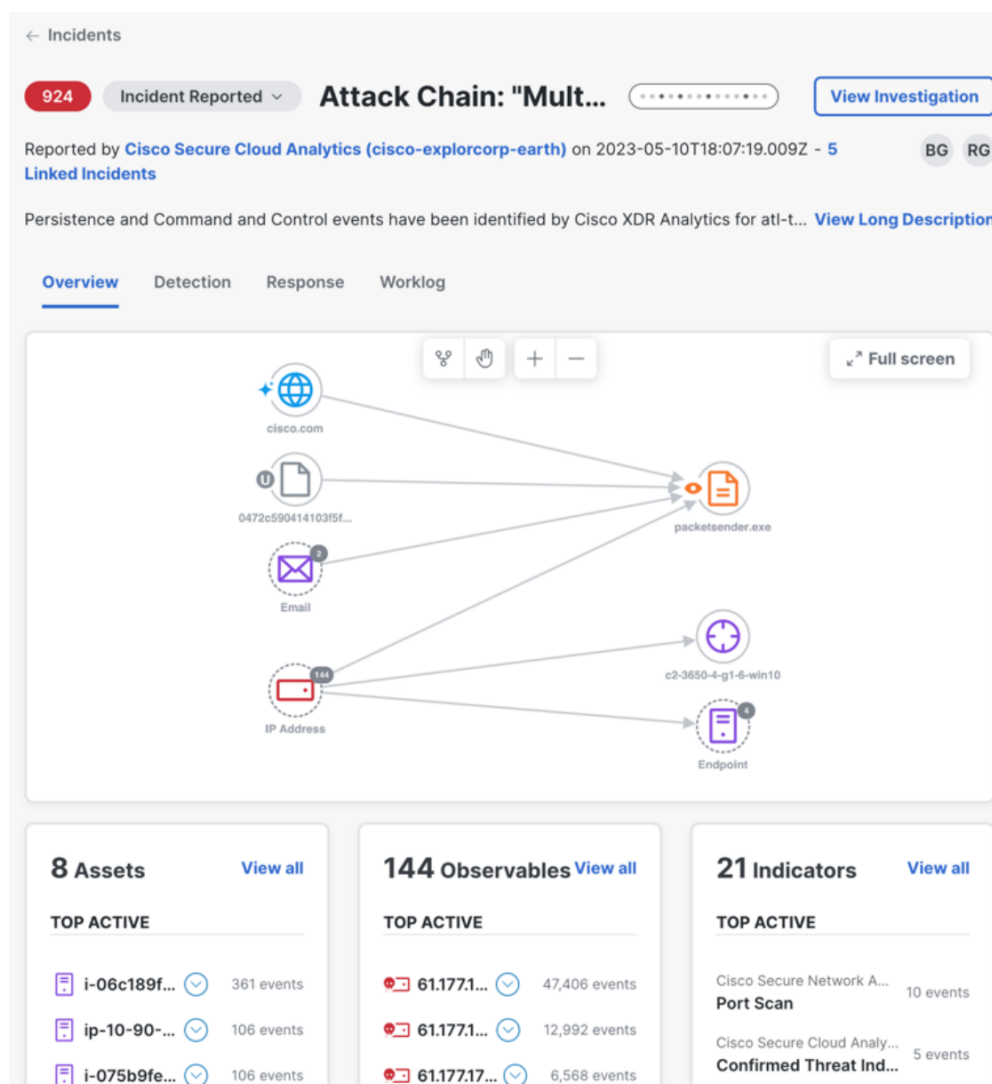 ← Incidents
924 Incident Reported Attack Chain: "Mult... View Investigation
Reported by Cisco Secure Cloud Analytics (cisco-explorcorp-earth) on 2023-05-10T18:07:19.009Z - 5
Linked Incidents
BG RG
Persistence and Command and Control events have been identified by Cisco XDR Analytics for atl-t... View Long Description
Overview Detection Response Worklog
Full screen
cisco.com
U
0472c590414103f5f...
packetsender.exe
2
Email
144
IP Address
c2-3650-4-g1-6-win10
4
Endpoint
8 Assets View all
TOP ACTIVE
i-06c189f... 361 events
ip-10-90-... 106 events
i-075b9fe... 106 events
144 Observables View all
TOP ACTIVE
61.177.1... 47,406 events
61.177.1... 12,992 events
61.177.17... 6,568 events
21 Indicators View all
TOP ACTIVE
Cisco Secure Network A...
Port Scan 10 events
Cisco Secure Cloud Analy...
Confirmed Threat Ind... 5 events